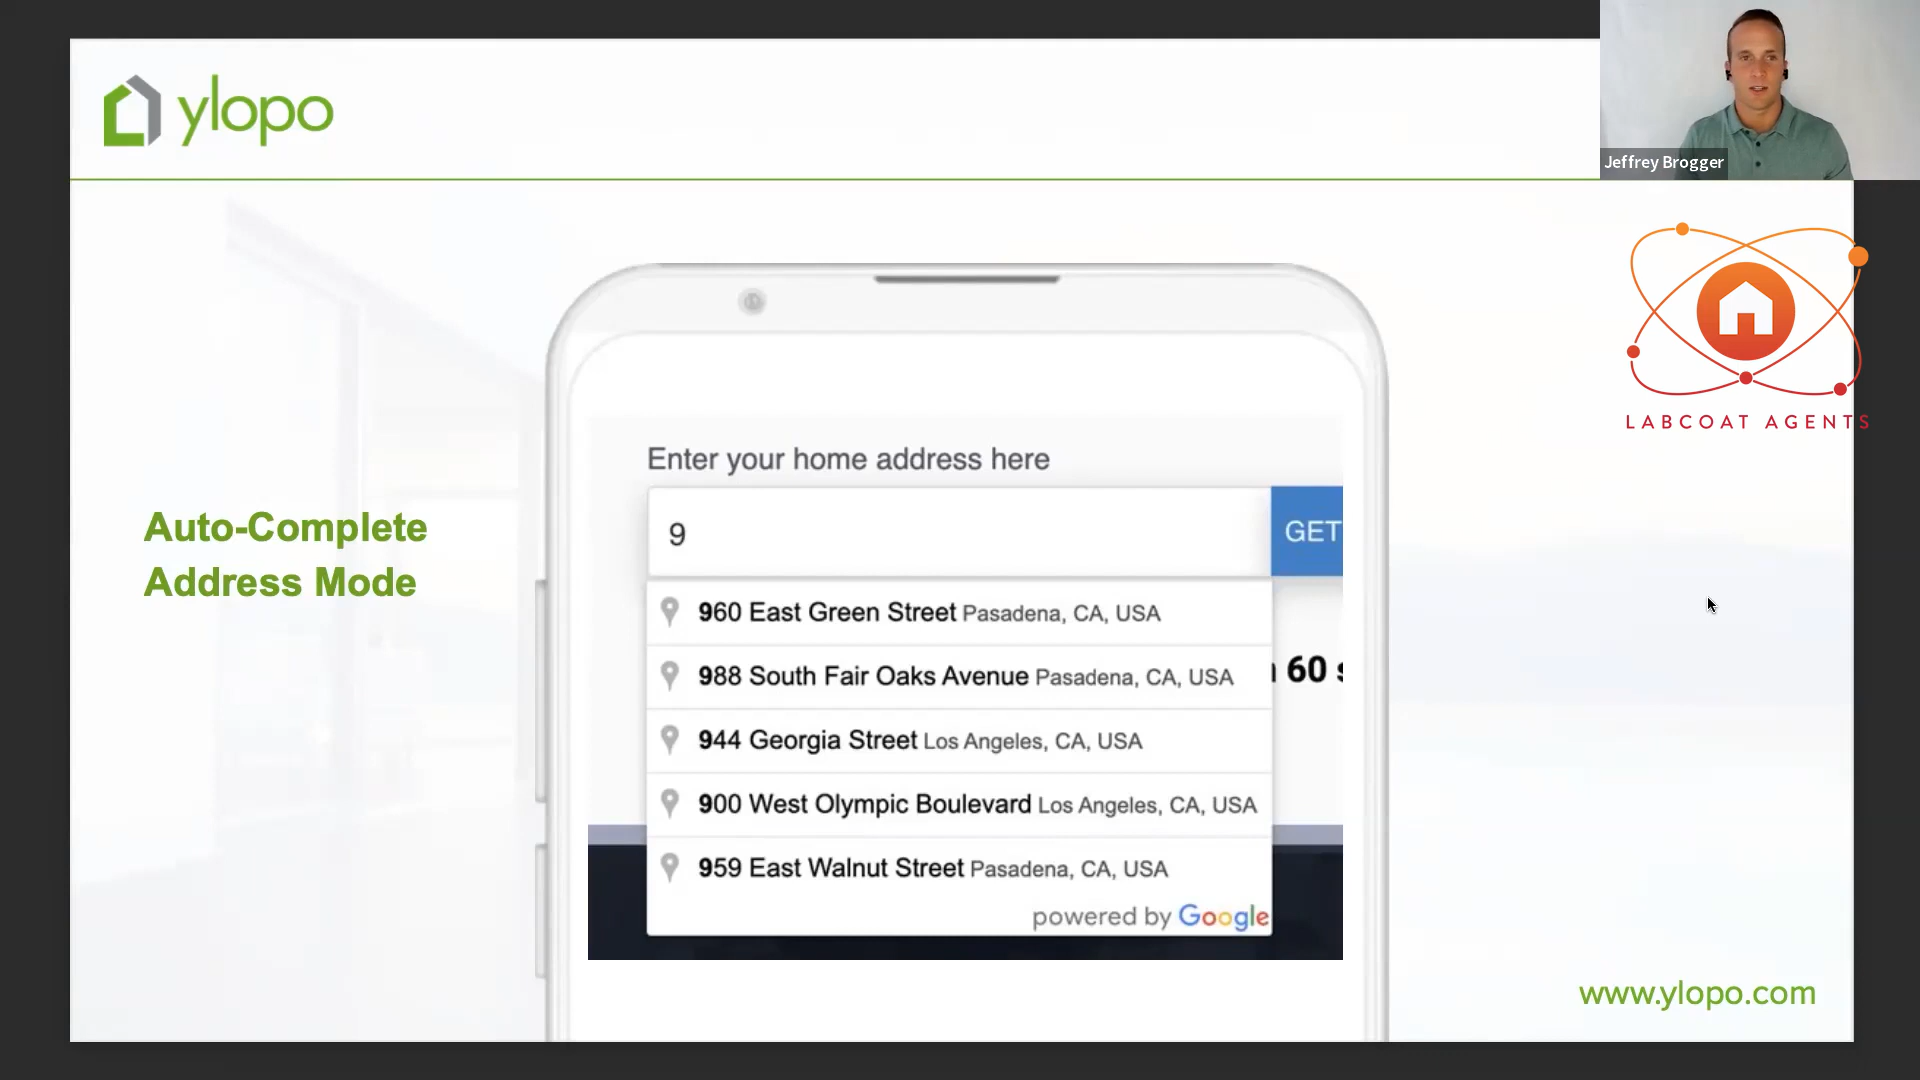 ylopo
Jeffrey Brogger
LABCOAT AGENTS
Enter your home address here
9
GET
Auto-Complete
Address Mode
960 East Green Street Pasadena, CA, USA
988 South Fair Oaks Avenue Pasadena, CA, USA
60 s
944 Georgia Street Los Angeles, CA, USA
900 West Olympic Boulevard Los Angeles, CA, USA
959 East Walnut Street Pasadena, CA, USA
powered by Google
www.ylopo.com